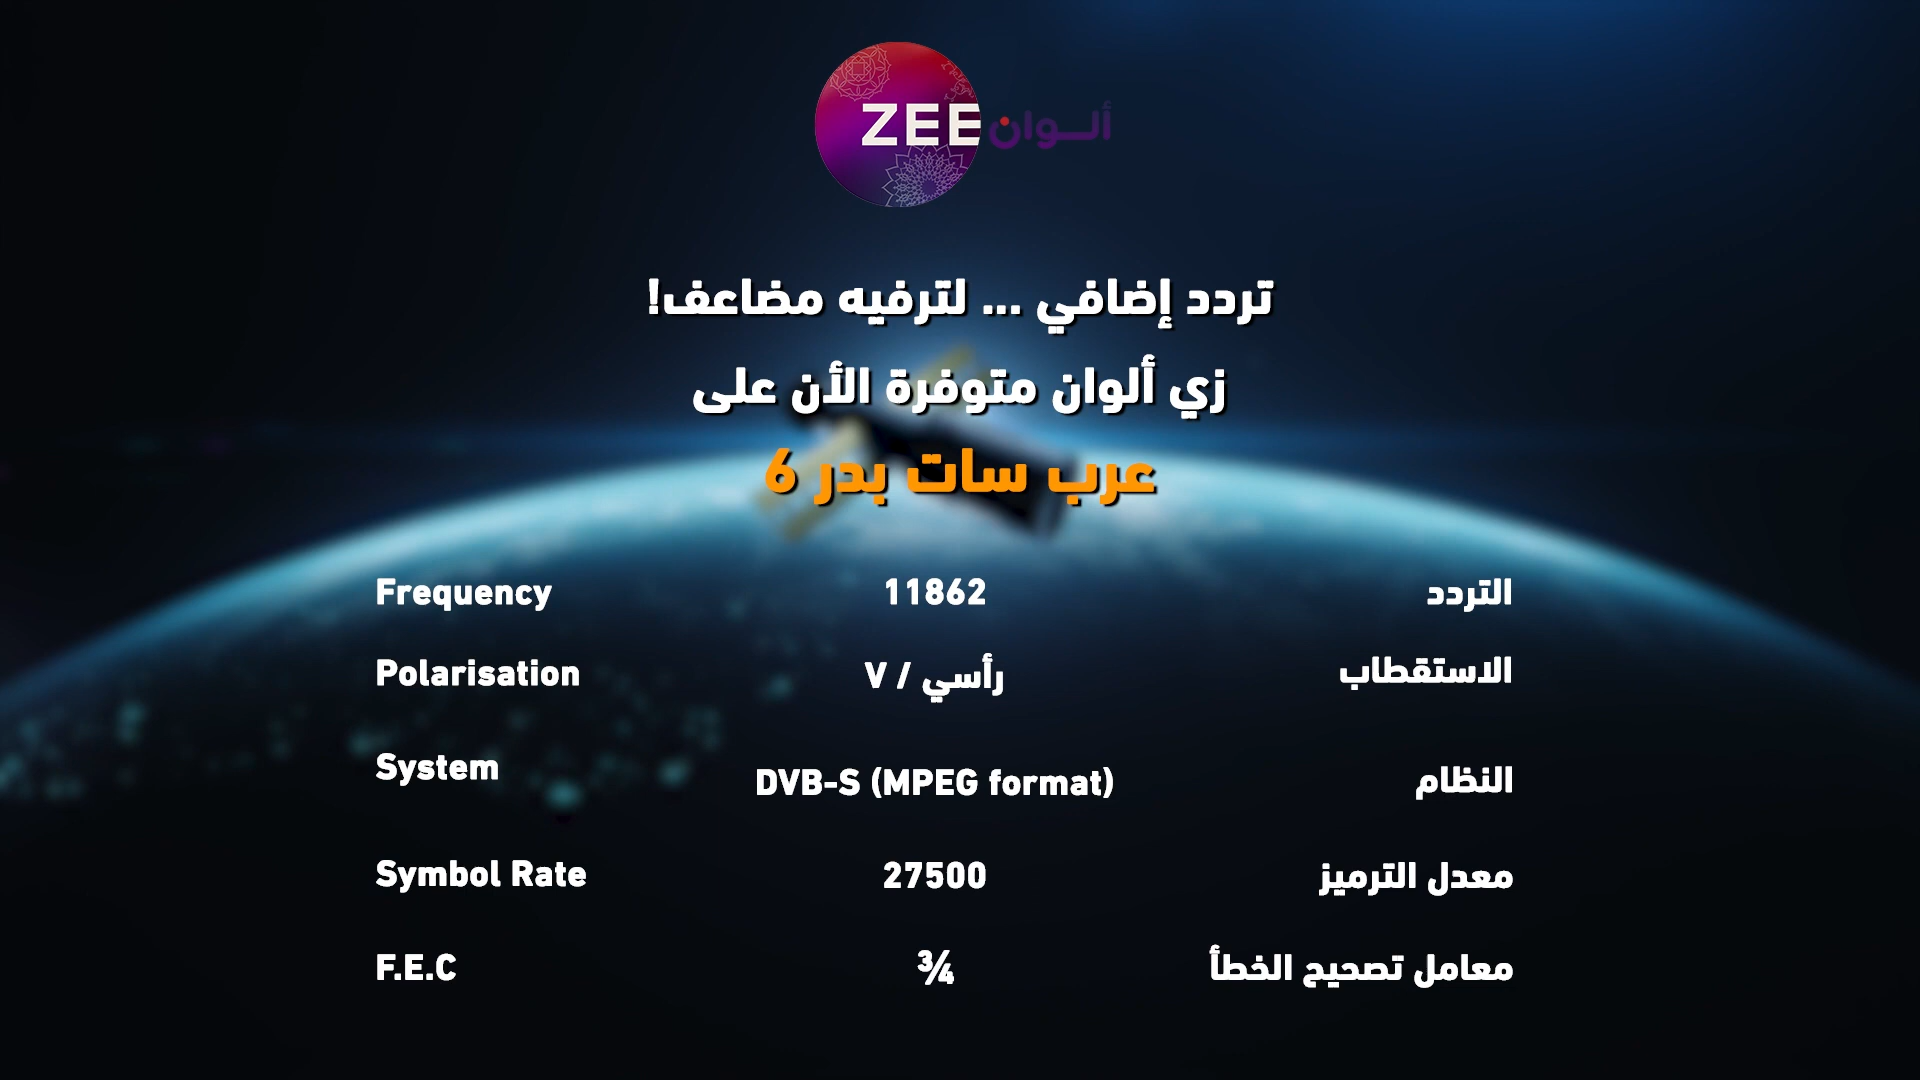 ZEE ألـوان
تردد إضافي ... لترفيه مضاعف!
زي ألوان متوفرة الأن على
عرب سات بدر 6
Frequency 11862 التردد
Polarisation رأسي / V الاستقطاب
System DVB-S (MPEG format) النظام
Symbol Rate 27500 معدل الترميز
F.E.C ¾ معامل تصحيح الخطأ